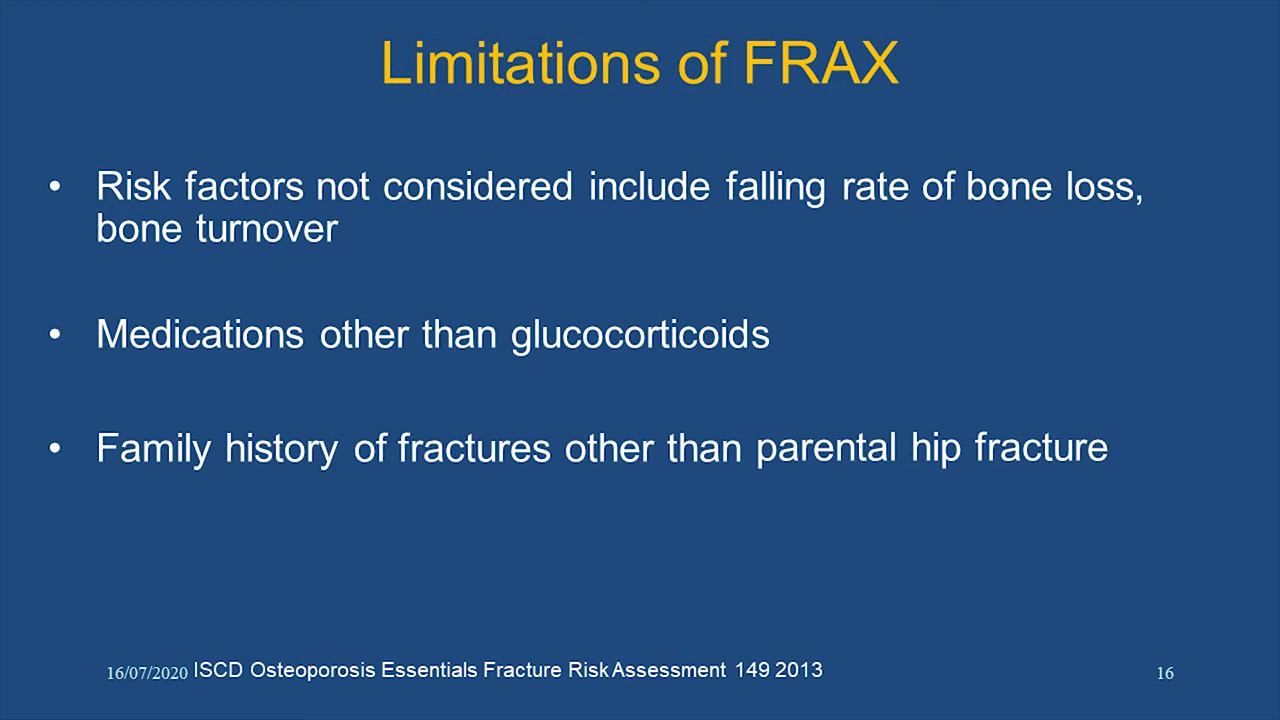 Limitations of FRAX
• Risk factors not considered include falling rate of bone loss,
bone turnover
• Medications other than glucocorticoids
• Family history of fractures other than parental hip fracture
16/07/2020 ISCD Osteoporosis Essentials Fracture Risk Assessment 149 2013 16